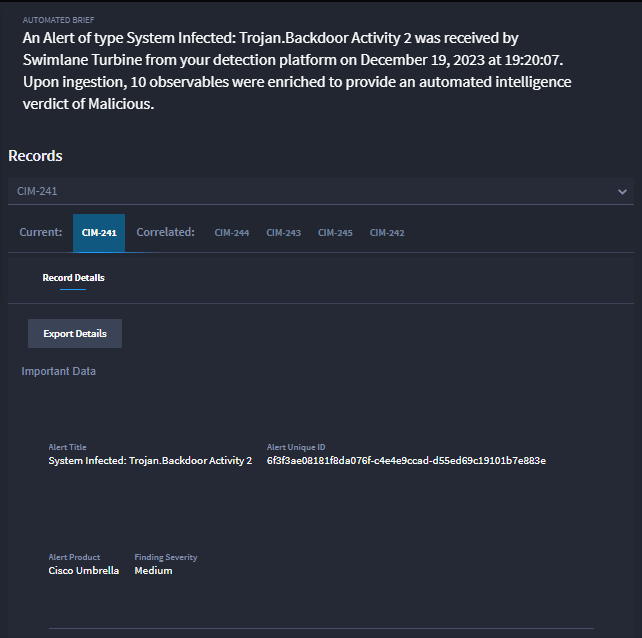 AUTOMATED BRIEF
An Alert of type System Infected: Trojan.Backdoor Activity 2 was received by
Swimlane Turbine from your detection platform on December 19, 2023 at 19:20:07.
Upon ingestion, 10 observables were enriched to provide an automated intelligence
verdict of Malicious.
Records
CIM-241
Current: CIM-241 Correlated: CIM-244 CIM-243 CIM-245 CIM-242
Record Details
Export Details
Important Data
Alert Title Alert Unique ID
System Infected: Trojan.Backdoor Activity 2 6f3f3ae08181f8da076f-c4e4e9ccad-d55ed69c19101b7e883e
Alert Product Finding Severity
Cisco Umbrella Medium